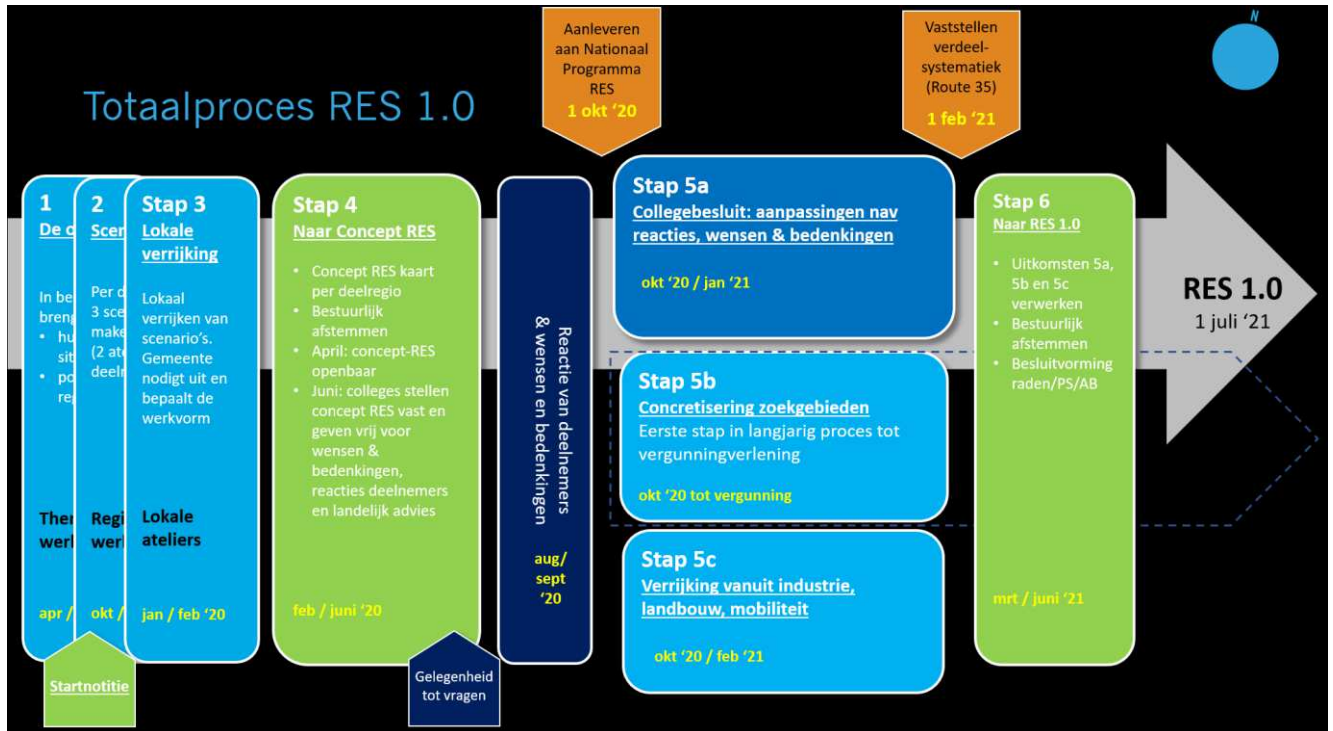 Totaalproces RES 1.0
Aanleveren
aan Nationaal
Programma
RES
1 okt ‘20
Vaststellen
verdeel-
systematiek
(Route 35)
1 feb ‘21
N
1
In
2
Per
3
(2
Stap 3
Lokale
verrijking
Lokaal
verrijken van
scenario’s.
Gemeente
nodigt uit en
bepaalt de
werkvorm
Lokale
ateliers
apr /
okt /
jan / feb ‘20
Startnotitie
Stap 4
Naar Concept RES
• Concept RES kaart
per deelregio
• Bestuurlijk
afstemmen
• April: concept-RES
openbaar
• Juni: colleges stellen
concept RES vast en
geven vrij voor
wensen &
bedenkingen,
reacties deelnemers
en landelijk advies
feb / juni ‘20
Gelegenheid
tot vragen
Reactie van deelnemers
& wensen en bedenkingen
aug/
sept
‘20
Stap 5a
Collegebesluit: aanpassingen nav
reacties, wensen & bedenkingen
okt ‘20 / jan ‘21
Stap 5b
Concretisering zoekgebieden
Eerste stap in langjarig proces tot
vergunningverlening
okt ‘20 tot vergunning
Stap 5c
Verrijking vanuit industrie,
landbouw, mobiliteit
okt ‘20 / feb ‘21
Stap 6
Naar RES 1.0
• Uitkomsten 5a,
5b en 5c
verwerken
• Bestuurlijk
afstemmen
• Besluitvorming
raden/PS/AB
mrt / juni ‘21
RES 1.0
1 juli ‘21